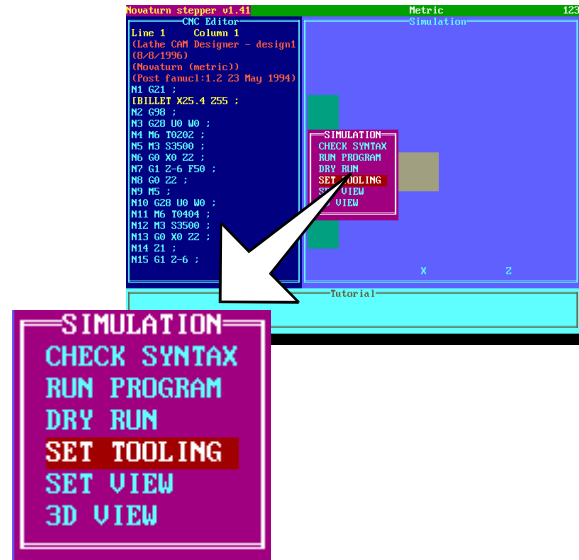 Novaturn stepper v1.41 Metric 123
CNC Editor
Line 1 Column 1
(Lathe CAM Designer - design1
(8/8/1996)
(Novaturn (metric))
(Post fanucl:1.2 23 May 1994)
N1 G21 ;
[BILLET X25.4 Z55 ;
N2 G98 ;
N3 G28 U0 W0 ;
N4 M6 T0202 ;
N5 M3 S3500 ;
N6 G0 X0 Z2 ;
N7 G1 Z-6 F50 ;
N8 G0 Z2 ;
N9 M5 ;
N10 G28 U0 W0 ;
N11 M6 T0404 ;
N12 M3 S3500 ;
N13 G0 X0 Z2 ;
N14 Z1 ;
N15 G1 Z-6 ;
Simulation
SIMULATION
CHECK SYNTAX
RUN PROGRAM
DRY RUN
SET TOOLING
VIEW
VIEW
X Z
Tutorial
SIMULATION
CHECK SYNTAX
RUN PROGRAM
DRY RUN
SET TOOLING
SET VIEW
3D VIEW